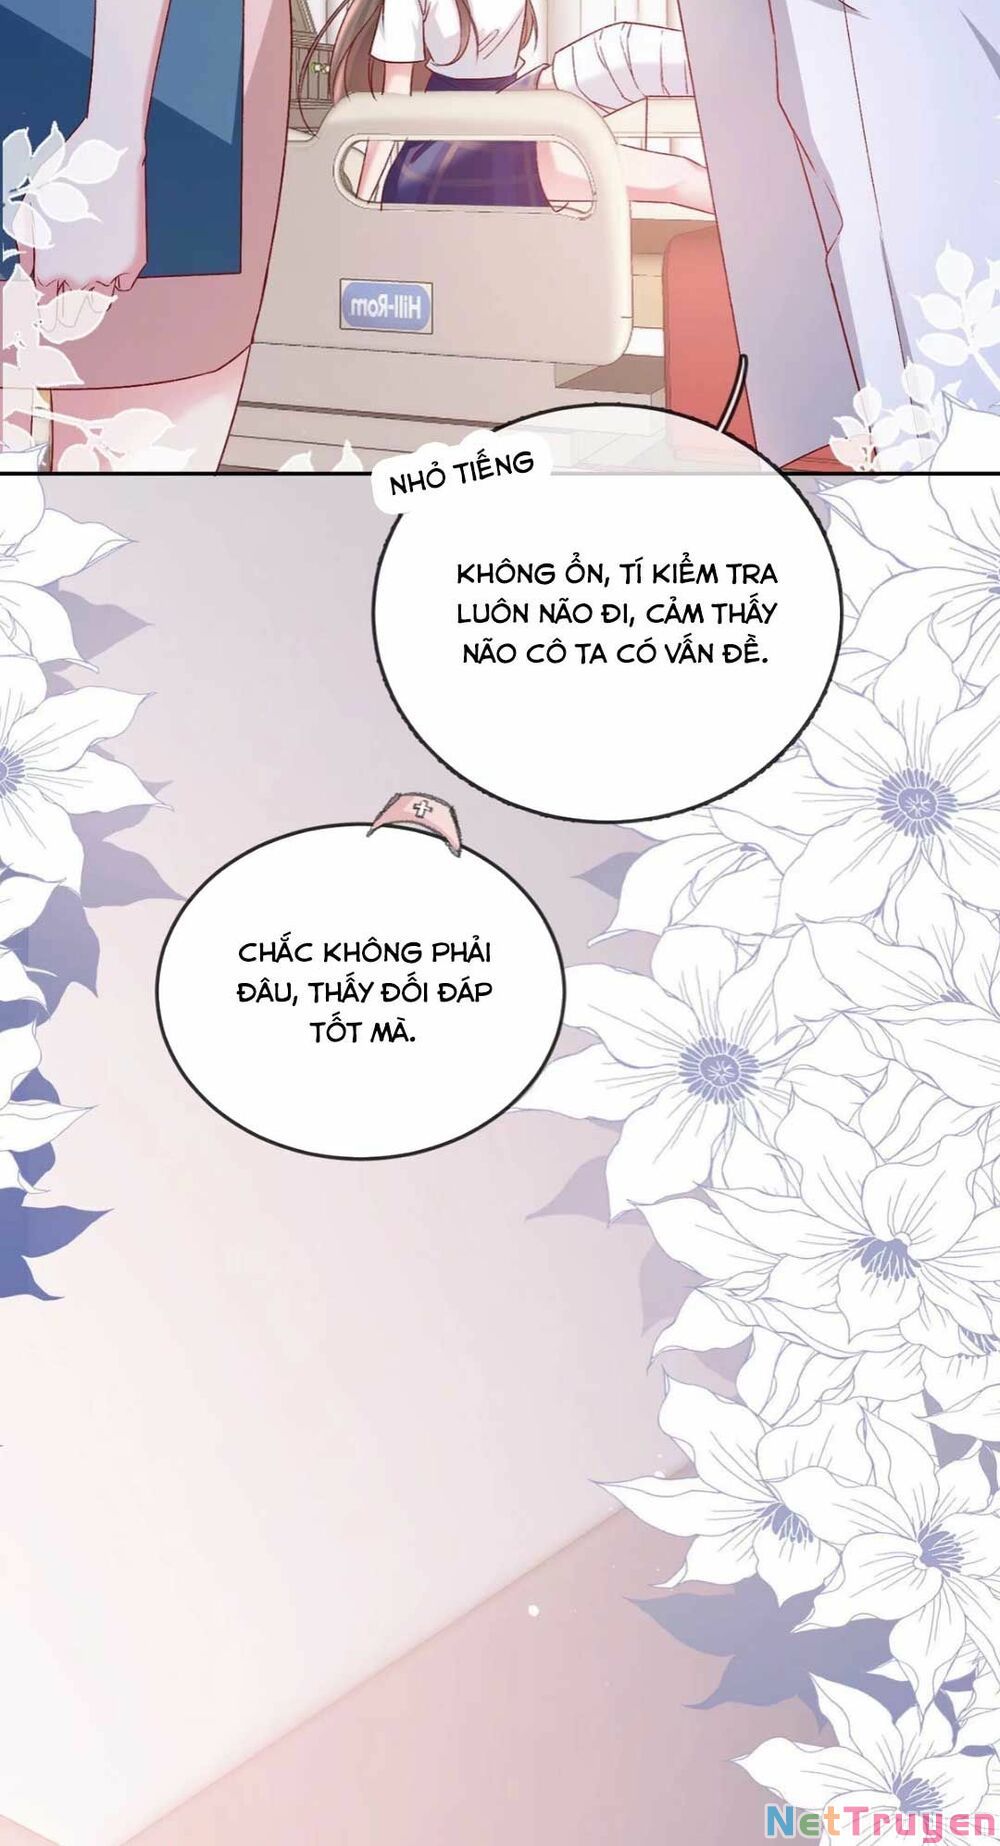 Hill-Rom
NHỎ TIẾNG
KHÔNG ỔN, TÍ KIỂM TRA
LUÔN NÃO ĐI, CẢM THẤY
NÃO CÔ TA CÓ VẤN ĐỀ.
CHẮC KHÔNG PHẢI
ĐÂU, THẤY ĐỐI ĐÁP
TỐT MÀ.
NetTruyen